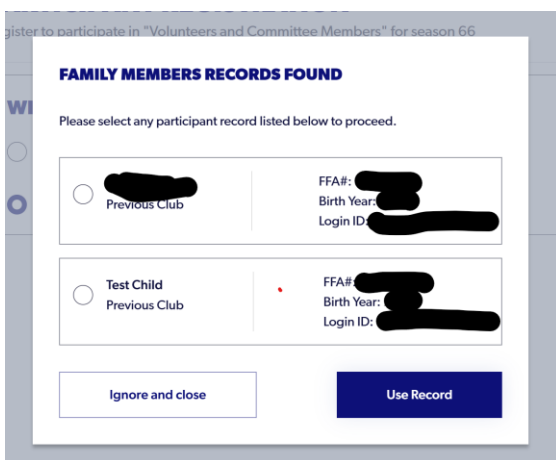 gister to participate in "Volunteers and Committee Members" for season 66
FAMILY MEMBERS RECORDS FOUND
WI
Please select any participant record listed below to proceed.
Previous Club
FFA#:
Birth Year:
Login ID:
Test Child
Previous Club
FFA#:
Birth Year:
Login ID:
Ignore and close
Use Record